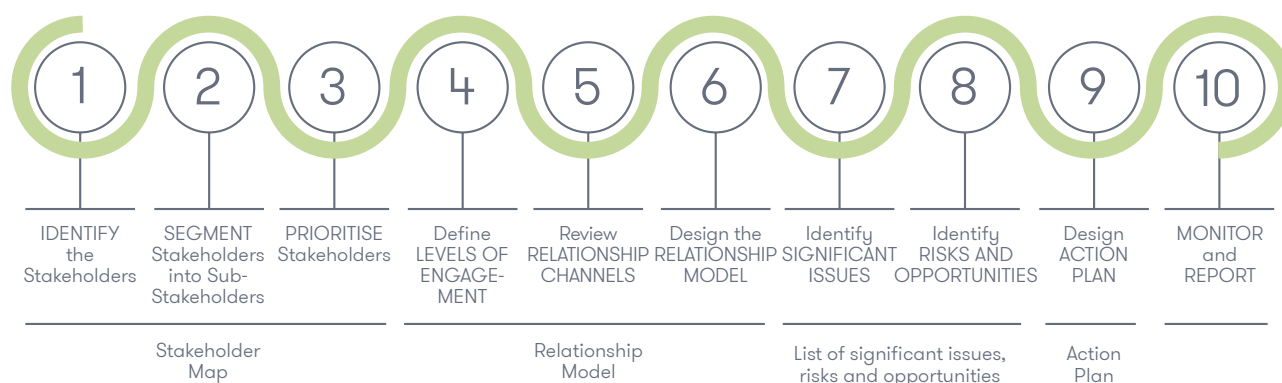 1
2
3
4
5
6
7
8
9
10
IDENTIFY
the
Stakeholders
SEGMENT
Stakeholders
into Sub-
Stakeholders
PRIORITISE
Stakeholders
Define
LEVELS OF
ENGAGE-
MENT
Review
RELATIONSHIP
CHANNELS
Design the
RELATIONSHIP
MODEL
Identify
SIGNIFICANT
ISSUES
Identify
RISKS AND
OPPORTUNITIES
Design
ACTION
PLAN
MONITOR
and
REPORT
Stakeholder
Map
Relationship
Model
List of significant issues,
risks and opportunities
Action
Plan